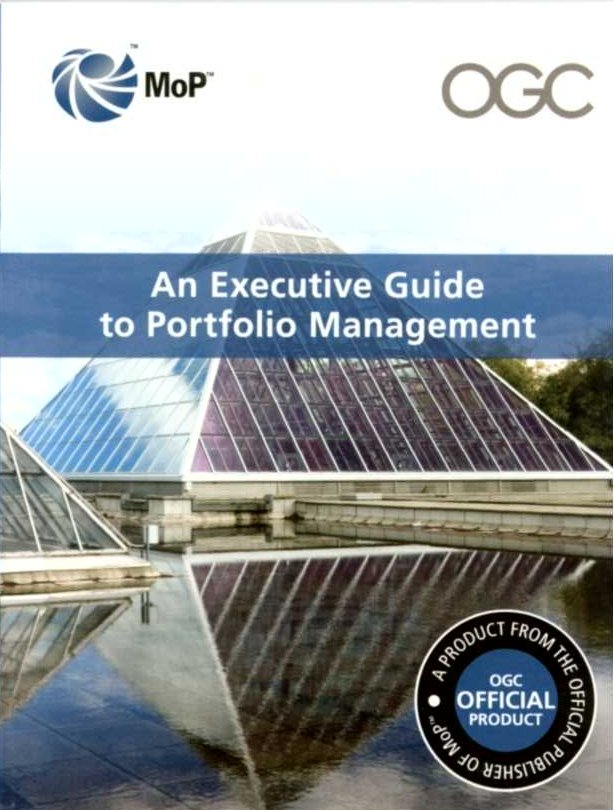 MoP™
OGC
An Executive Guide
to Portfolio Management
A PRODUCT FROM THE OFFICIAL PUBLISHER OF MoP™
OGC
OFFICIAL
PRODUCT